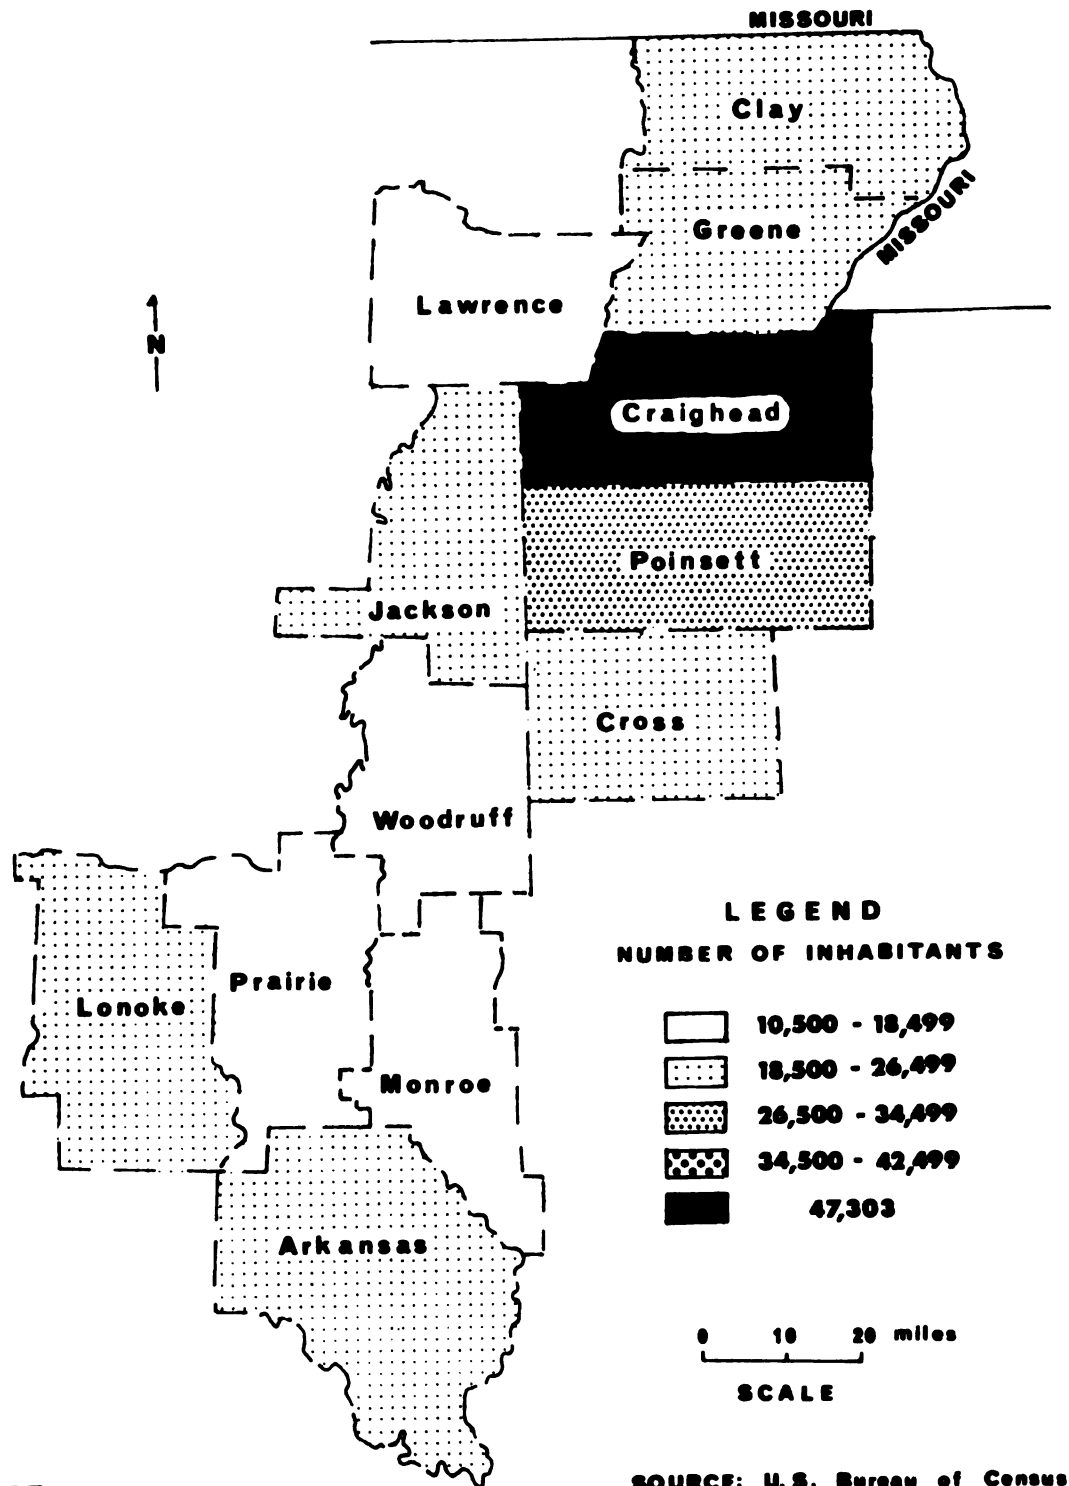 MISSOURI
Clay
MISSOURI
Greene
Lawrence
N
Craighead
Poinsett
Jackson
Cross
Woodruff
LEGEND
NUMBER OF INHABITANTS
Prairie
Lonoke
10,500 - 18,499
18,500 - 26,499
Monroe
26,500 - 34,499
34,500 - 42,499
47,303
Arkansas
0 10 20 miles
SCALE
SOURCE: U.S. Bureau of Census